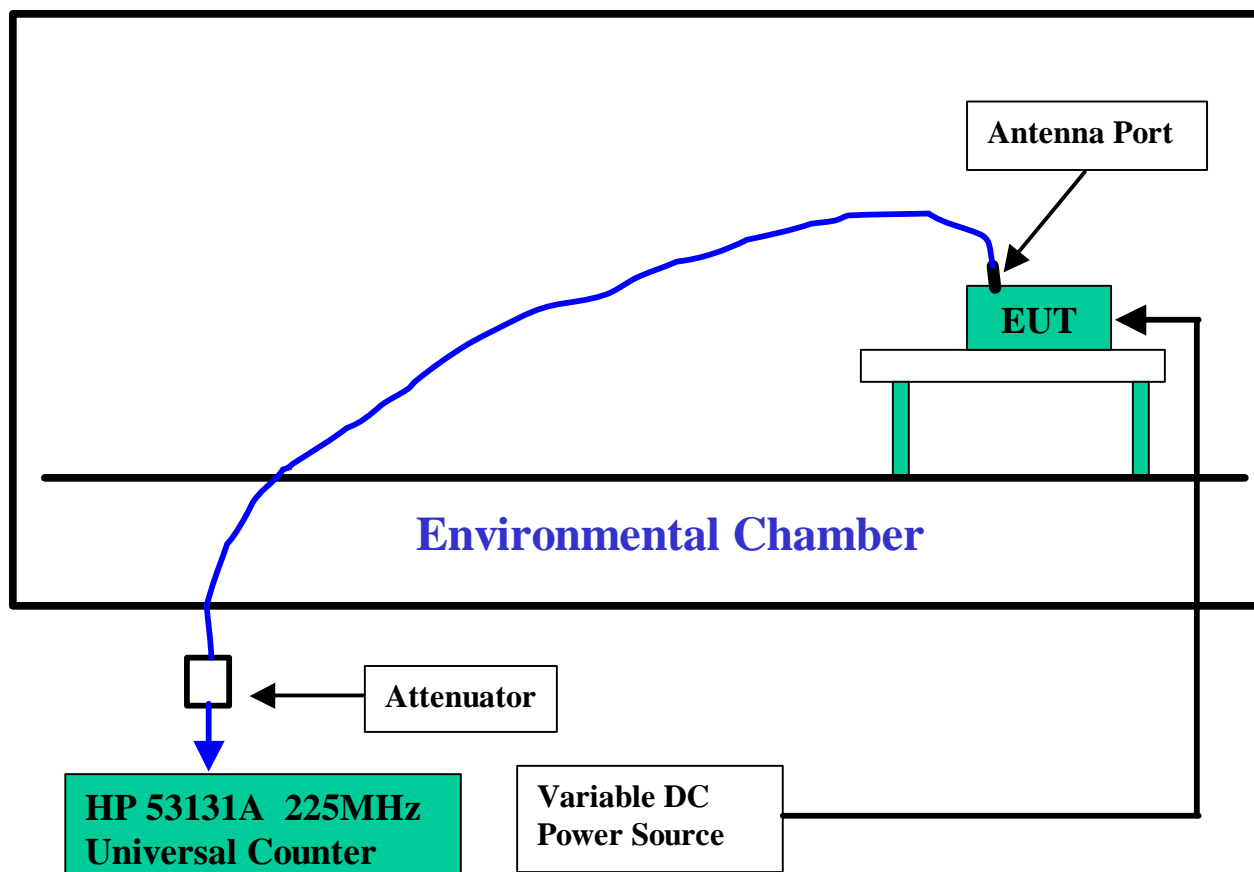 Antenna Port
EUT
Environmental Chamber
Attenuator
HP 53131A  225MHz
Universal Counter
Variable DC
Power Source